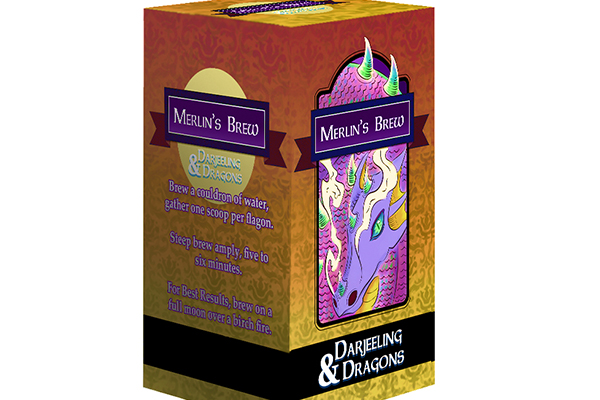 MERLIN'S BREW
DARJEELING
& DRAGONS
Brew a couldron of water,
gather one scoop per flagon.
Steep brew amply, five to
six minutes.
For Best Results, brew on a
full moon over a birch fire.
MERLIN'S BREW
DARJEELING
& DRAGONS